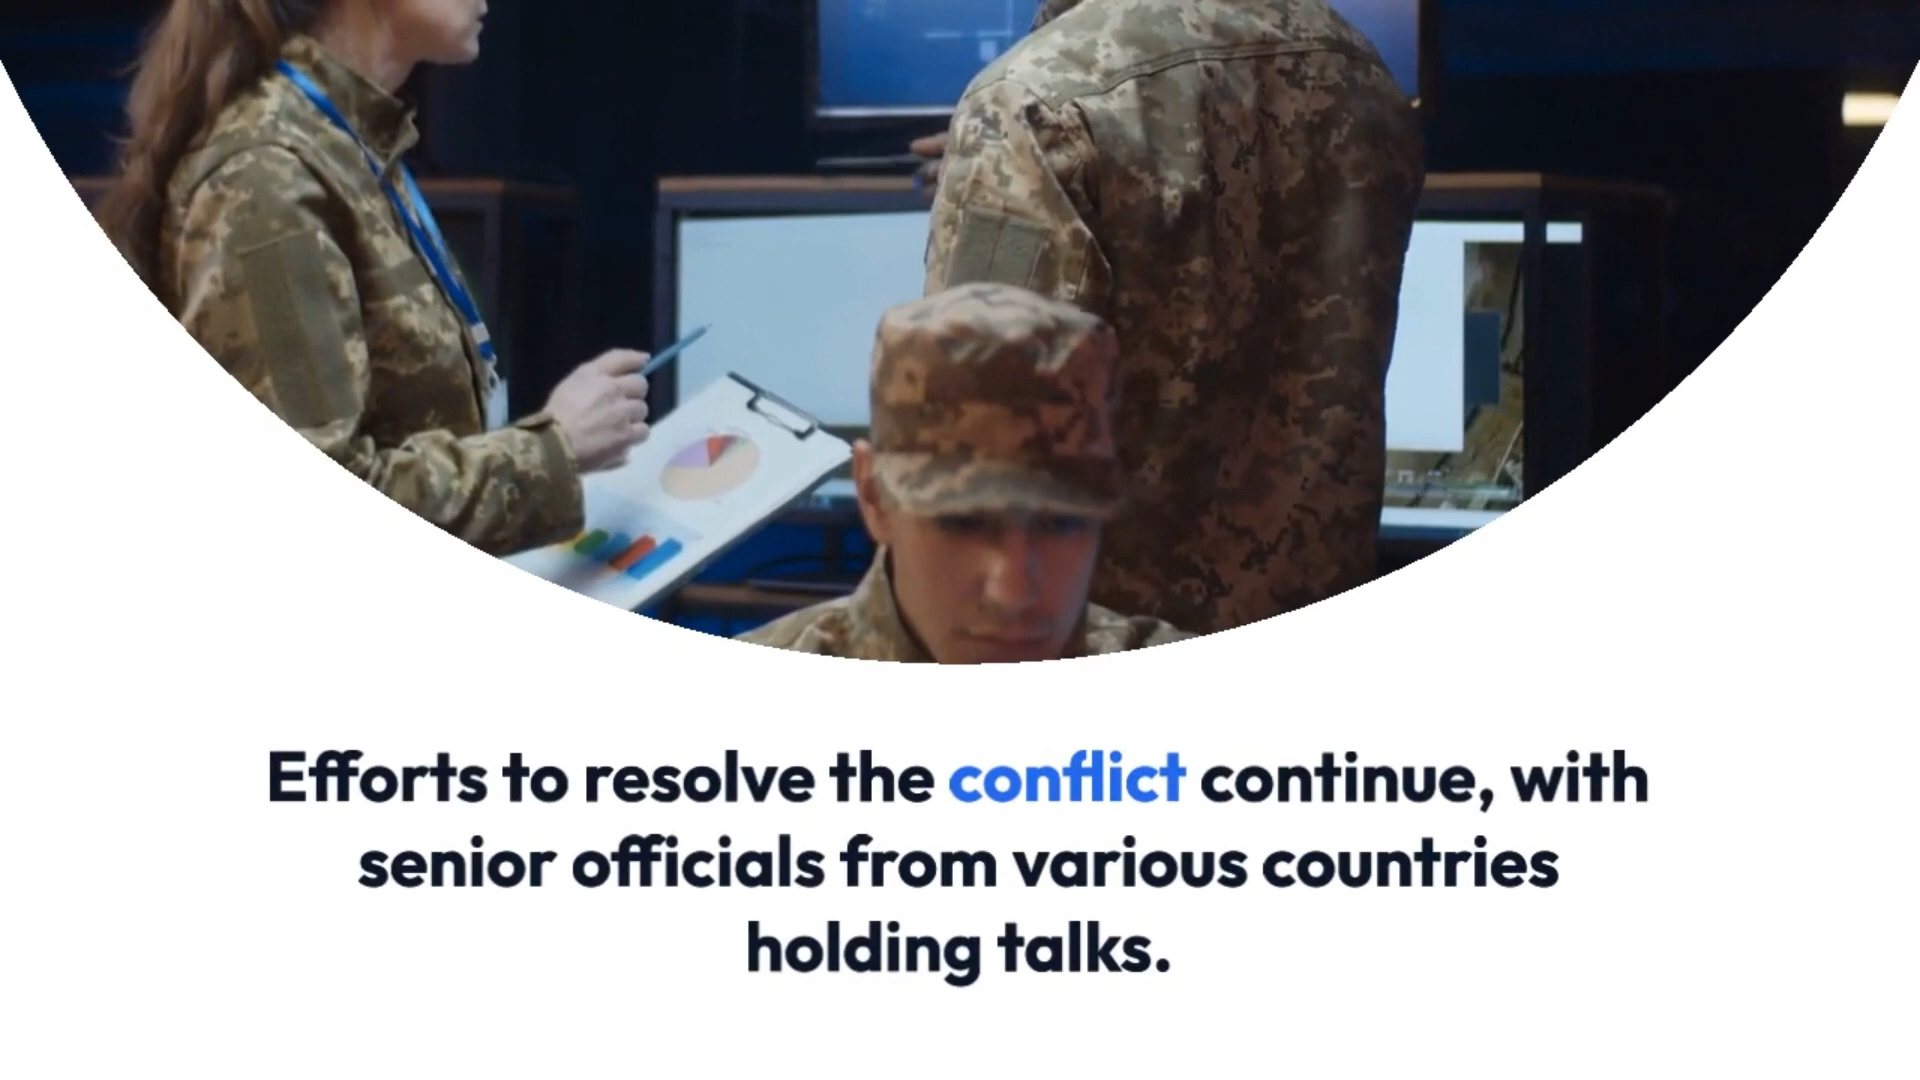 Efforts to resolve the conflict continue, with
senior officials from various countries
holding talks.